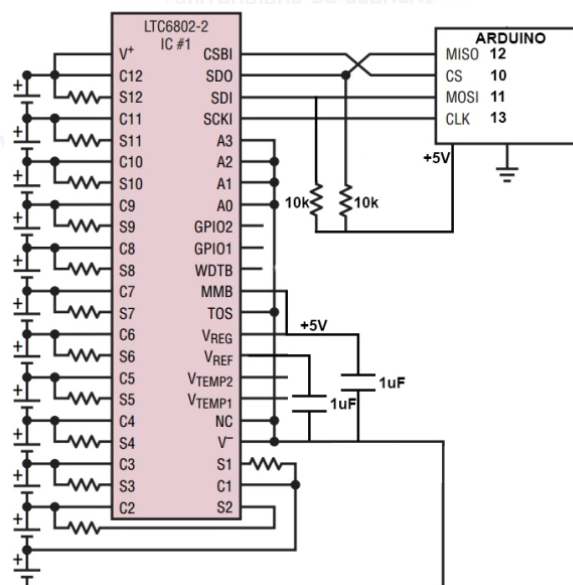 LTC6802-2
IC #1
V+ CSBI
C12 SDO
S12 SDI
C11 SCKI
S11 A3
C10 A2
S10 A1
C9 A0
S9 GPIO2
C8 GPIO1
S8 WDTB
C7 MMB
S7 TOS
C6 VREG
S6 VREF
C5 VTEMP2
S5 VTEMP1
C4 NC
S4 V−
C3 S1
S3 C1
C2 S2
ARDUINO
MISO 12
CS 10
MOSI 11
CLK 13
+5V
10k 10k
+5V
1uF
1uF
+
+
+
+
+
+
+
+
+
+
+
+